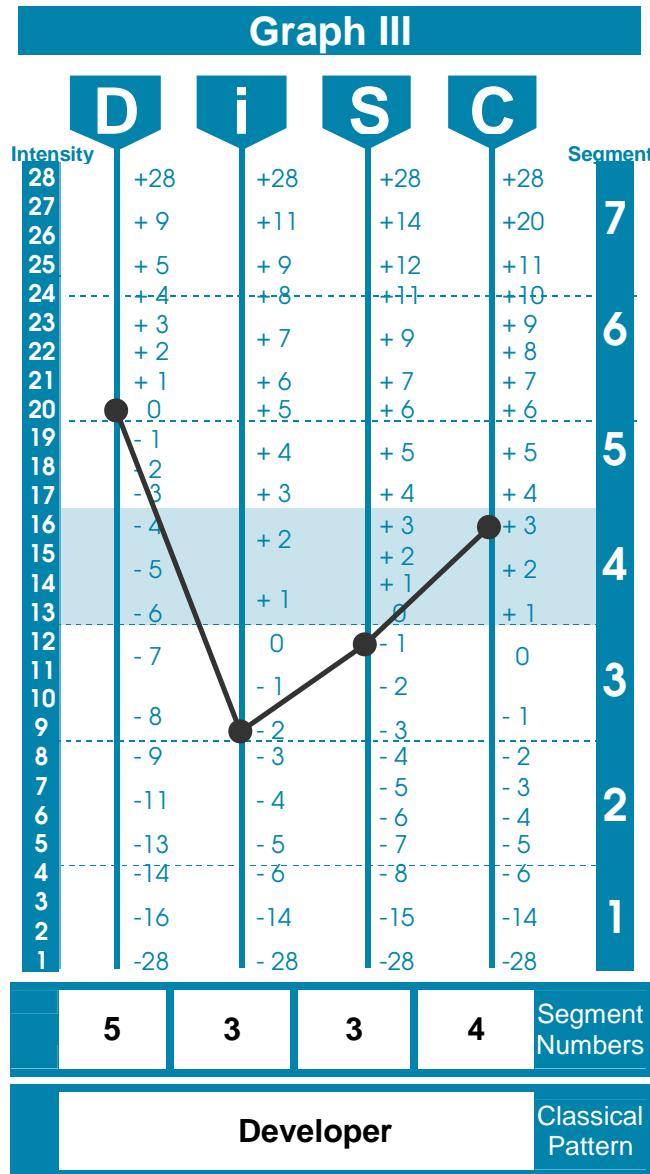 Graph III
D i S C
Intensity Segment
28 +28 +28 +28 +28
27
+ 9 +11 +14 +20 7
26
25 + 5 + 9 +12 +11
24 + 4 + 8 +11 +10
23 + 3 + 9
+ 7 + 9 6
22 + 2 + 8
21 + 1 + 6 + 7 + 7
20 0 + 5 + 6 + 6
19 - 1
+ 4 + 5 + 5 5
18 - 2
17 - 3 + 3 + 4 + 4
16 - 4 + 3 + 3
+ 2
15 + 2
- 5 + 2 4
14 + 1
13 - 6 + 1 0 + 1
12 0 - 1
- 7 0
11
- 1 - 2 3
10
- 8 - 1
9 - 2 - 3
8 - 9 - 3 - 4 - 2
7 - 5 - 3
-11 - 4 2
6 - 6 - 4
5 -13 - 5 - 7 - 5
4 -14 - 6 - 8 - 6
3
-16 -14 -15 -14 1
2
1 -28 - 28 -28 -28
5 3 3 4 Segment
Numbers
Developer Classical
Pattern